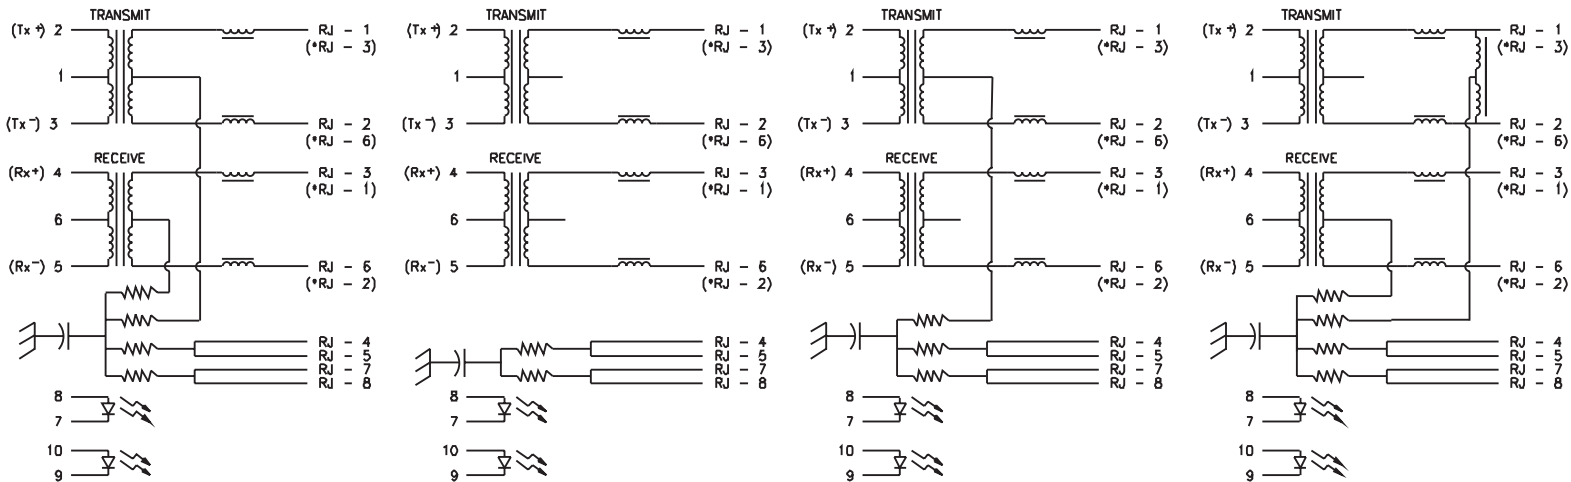 TRANSMIT
(Tx+) 2
RJ - 1
(*RJ - 3)
1
(Tx-) 3
RJ - 2
(*RJ - 6)
RECEIVE
(Rx+) 4
RJ - 3
(*RJ - 1)
6
(Rx-) 5
RJ - 6
(*RJ - 2)
RJ - 4
RJ - 5
RJ - 7
RJ - 8
8
7
10
9
TRANSMIT
(Tx+) 2
RJ - 1
(*RJ - 3)
1
(Tx-) 3
RJ - 2
(*RJ - 6)
RECEIVE
(Rx+) 4
RJ - 3
(*RJ - 1)
6
(Rx-) 5
RJ - 6
(*RJ - 2)
RJ - 4
RJ - 5
RJ - 7
RJ - 8
8
7
10
9
TRANSMIT
(Tx+) 2
RJ - 1
(*RJ - 3)
1
(Tx-) 3
RJ - 2
(*RJ - 6)
RECEIVE
(Rx+) 4
RJ - 3
(*RJ - 1)
6
(Rx-) 5
RJ - 6
(*RJ - 2)
RJ - 4
RJ - 5
RJ - 7
RJ - 8
8
7
10
9
TRANSMIT
(Tx+) 2
RJ - 1
(*RJ - 3)
1
(Tx-) 3
RJ - 2
(*RJ - 6)
RECEIVE
(Rx+) 4
RJ - 3
(*RJ - 1)
6
(Rx-) 5
RJ - 6
(*RJ - 2)
RJ - 4
RJ - 5
RJ - 7
RJ - 8
8
7
10
9